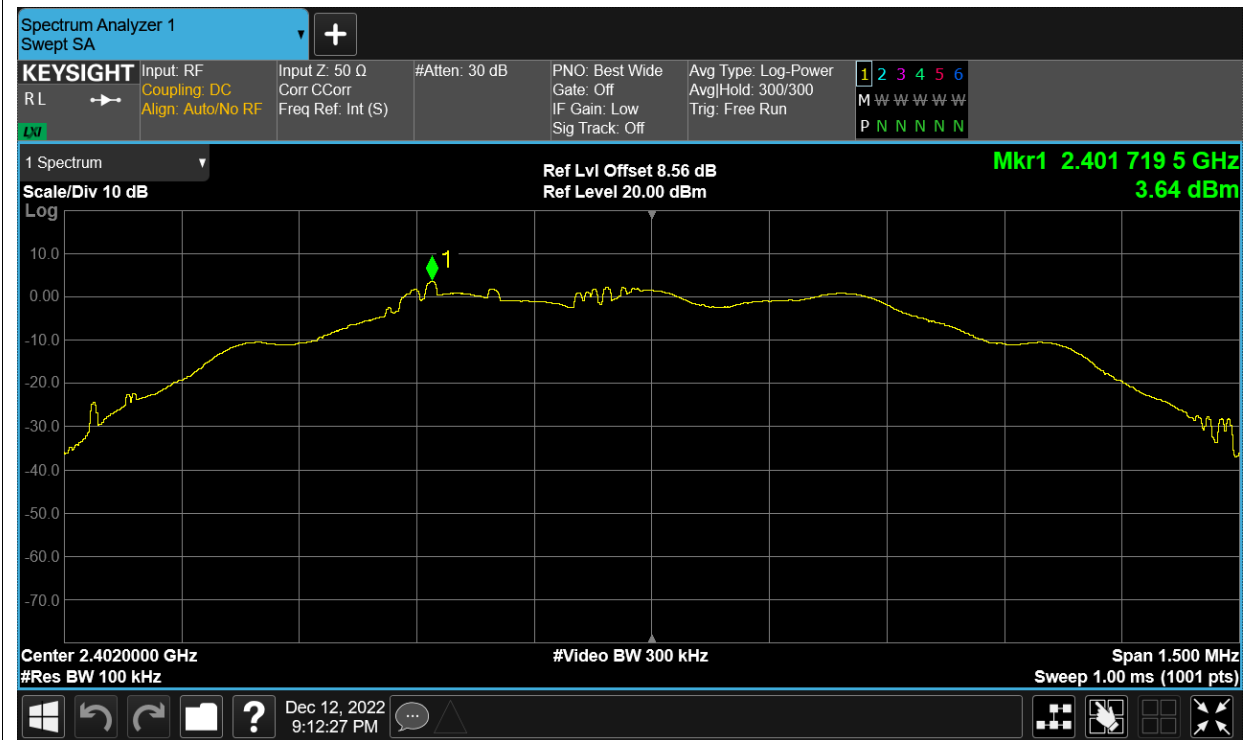 Spectrum Analyzer 1
Swept SA
+
KEYSIGHT
R L
LXI
Input: RF
Coupling: DC
Align: Auto/No RF
Input Z: 50 Ω
Corr CCorr
Freq Ref: Int (S)
#Atten: 30 dB
PNO: Best Wide
Gate: Off
IF Gain: Low
Sig Track: Off
Avg Type: Log-Power
Avg|Hold: 300/300
Trig: Free Run
1 2 3 4 5 6
M W W W W W
P N N N N N
1 Spectrum
Scale/Div 10 dB
Ref Lvl Offset 8.56 dB
Ref Level 20.00 dBm
Mkr1 2.401 719 5 GHz
3.64 dBm
Log
10.0
0.00
-10.0
-20.0
-30.0
-40.0
-50.0
-60.0
-70.0
1
Center 2.4020000 GHz
#Res BW 100 kHz
#Video BW 300 kHz
Span 1.500 MHz
Sweep 1.00 ms (1001 pts)
?
Dec 12, 2022
9:12:27 PM